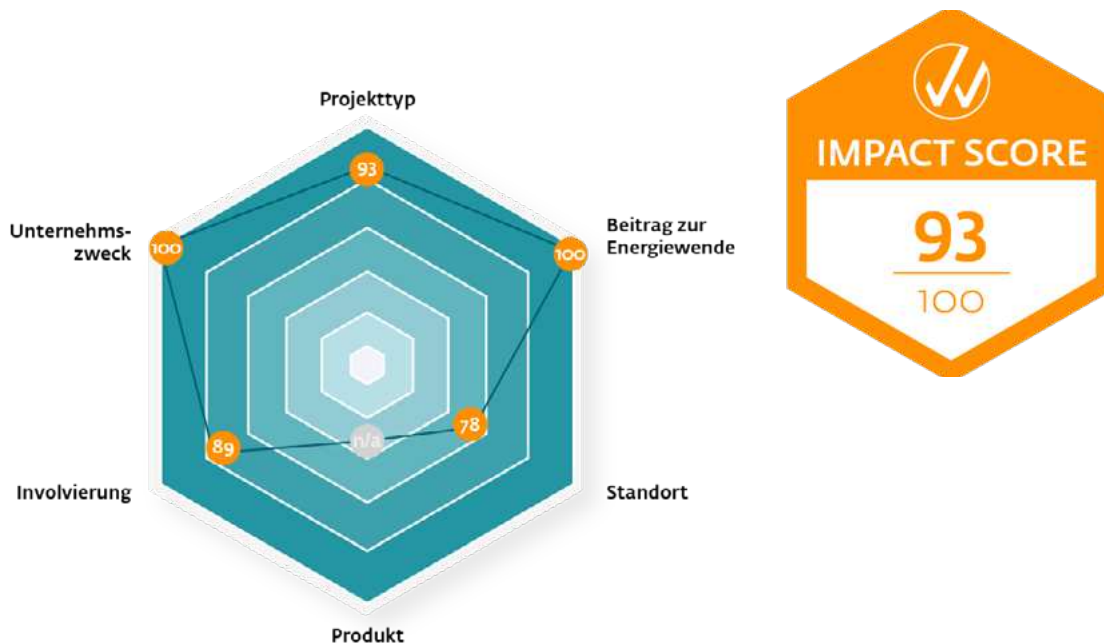 Projekttyp
93
Unternehms-
zweck
100
Beitrag zur
Energiewende
100
89
n/a
78
Involvierung
Standort
Produkt
IMPACT SCORE
93
100